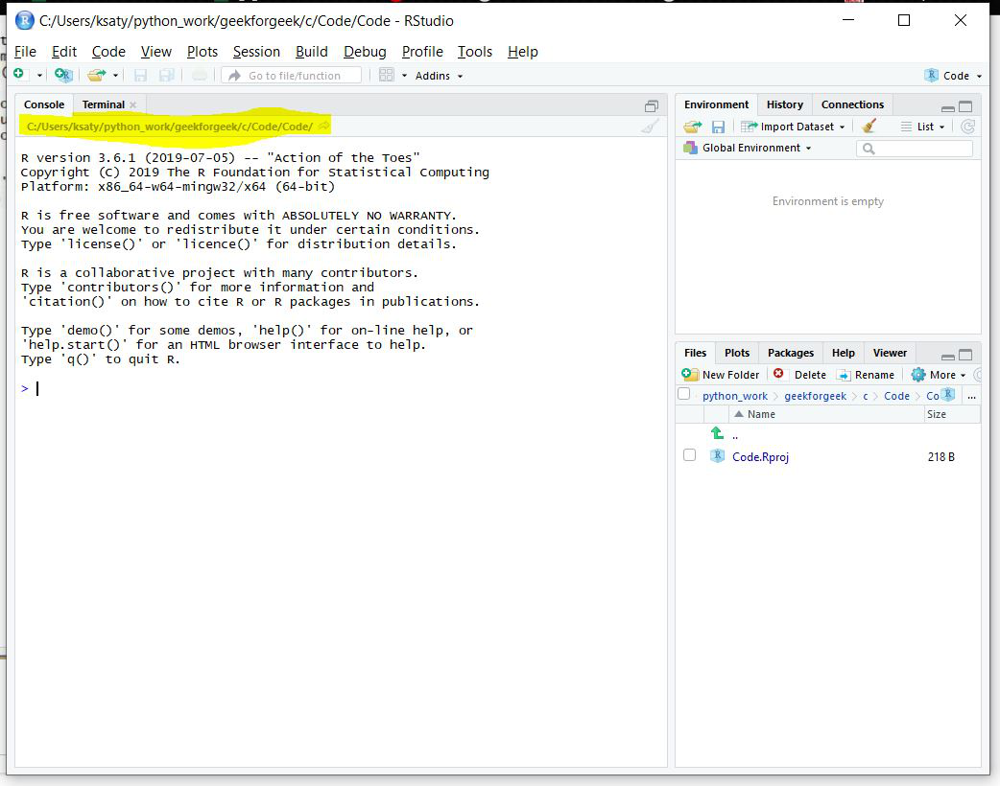 C:/Users/ksaty/python_work/geekforgeek/c/Code/Code - RStudio
File Edit Code View Plots Session Build Debug Profile Tools Help
Go to file/function Addins Code
Console Terminal
C:/Users/ksaty/python_work/geekforgeek/c/Code/Code/
R version 3.6.1 (2019-07-05) -- "Action of the Toes"
Copyright (C) 2019 The R Foundation for Statistical Computing
Platform: x86_64-w64-mingw32/x64 (64-bit)
R is free software and comes with ABSOLUTELY NO WARRANTY.
You are welcome to redistribute it under certain conditions.
Type 'license()' or 'licence()' for distribution details.
R is a collaborative project with many contributors.
Type 'contributors()' for more information and
'citation()' on how to cite R or R packages in publications.
Type 'demo()' for some demos, 'help()' for on-line help, or
'help.start()' for an HTML browser interface to help.
Type 'q()' to quit R.
>
Environment History Connections
Import Dataset List
Global Environment
Environment is empty
Files Plots Packages Help Viewer
New Folder Delete Rename More
python_work > geekforgeek > c > Code > Co ...
Name Size
..
Code.Rproj 218 B